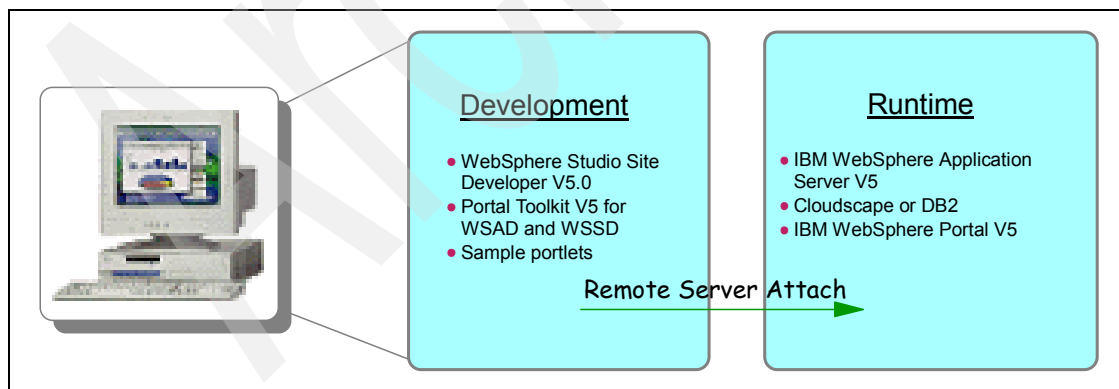 Development
• WebSphere Studio Site
Developer V5.0
• Portal Toolkit V5 for
WSAD and WSSD
• Sample portlets
Runtime
• IBM WebSphere Application
Server V5
• Cloudscape or DB2
• IBM WebSphere Portal V5
Remote Server Attach